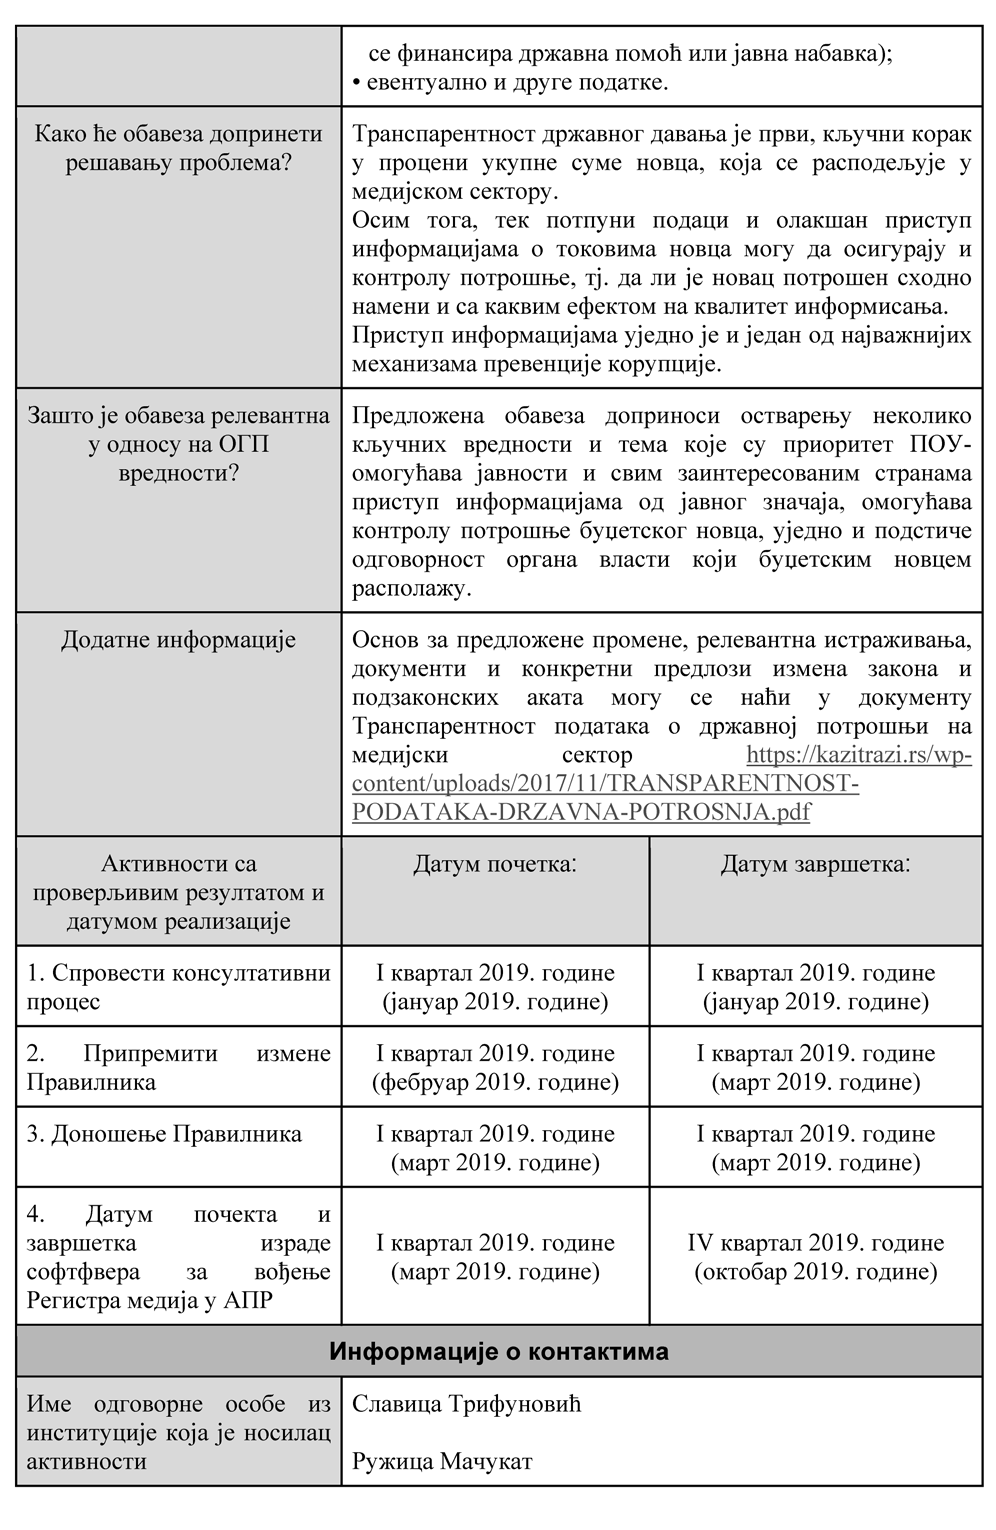 се финансира државна помоћ или јавна набавка);
• евентуално и друге податке.
Како ће обавеза допринети
решавању проблема?
Транспарентност државног давања је први, кључни корак
у процени укупне суме новца, која се расподељује у
медијском сектору.
Осим тога, тек потпуни подаци и олакшан приступ
информацијама о токовима новца могу да осигурају и
контролу потрошње, тј. да ли је новац потрошен сходно
намени и са каквим ефектом на квалитет информисања.
Приступ информацијама уједно је и један од најважнијих
механизама превенције корупције.
Зашто је обавеза релевантна
у односу на ОГП
вредности?
Предложена обавеза доприноси остварењу неколико
кључних вредности и тема које су приоритет ПОУ-
омогућава јавности и свим заинтересованим странама
приступ информацијама од јавног значаја, омогућава
контролу потрошње буџетског новца, уједно и подстиче
одговорност органа власти који буџетским новцем
располажу.
Додатне информације
Основ за предложене промене, релевантна истраживања,
документи и конкретни предлози измена закона и
подзаконских аката могу се наћи у документу
Транспарентност података о државној потрошњи на
медијски сектор https://kazitrazi.rs/wp-
content/uploads/2017/11/TRANSPARENTNOST-
PODATAKA-DRZAVNA-POTROSNJA.pdf
Активности са
проверљивим резултатом и
датумом реализације
Датум почетка:
Датум завршетка:
1. Спровести консултативни
процес
I квартал 2019. године
(јануар 2019. године)
I квартал 2019. године
(јануар 2019. године)
2. Припремити измене
Правилника
I квартал 2019. године
(фебруар 2019. године)
I квартал 2019. године
(март 2019. године)
3. Доношење Правилника
I квартал 2019. године
(март 2019. године)
I квартал 2019. године
(март 2019. године)
4. Датум почекта и
завршетка израде
софтфвера за вођење
Регистра медија у АПР
I квартал 2019. године
(март 2019. године)
IV квартал 2019. године
(октобар 2019. године)
Информације о контактима
Име одговорне особе из
институције која је носилац
активности
Славица Трифуновић
Ружица Мачукат